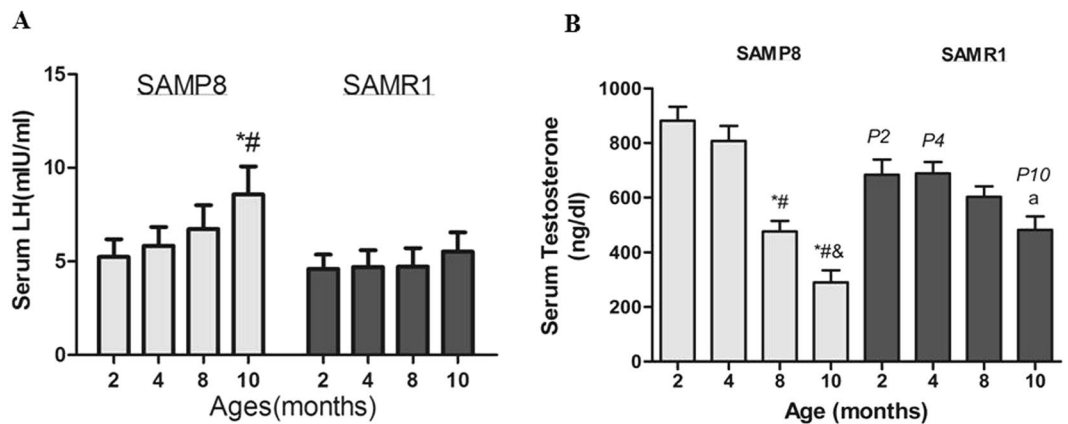 A
SAMP8 SAMR1
Serum LH(mIU/ml)
15
10
5
0
*#
2 4 8 10 2 4 8 10
Ages(months)
B
SAMP8 SAMR1
Serum Testosterone
(ng/dl)
1000
800
600
400
200
0
*#
*#&
P2
P4
P10
a
2 4 8 10 2 4 8 10
Age (months)